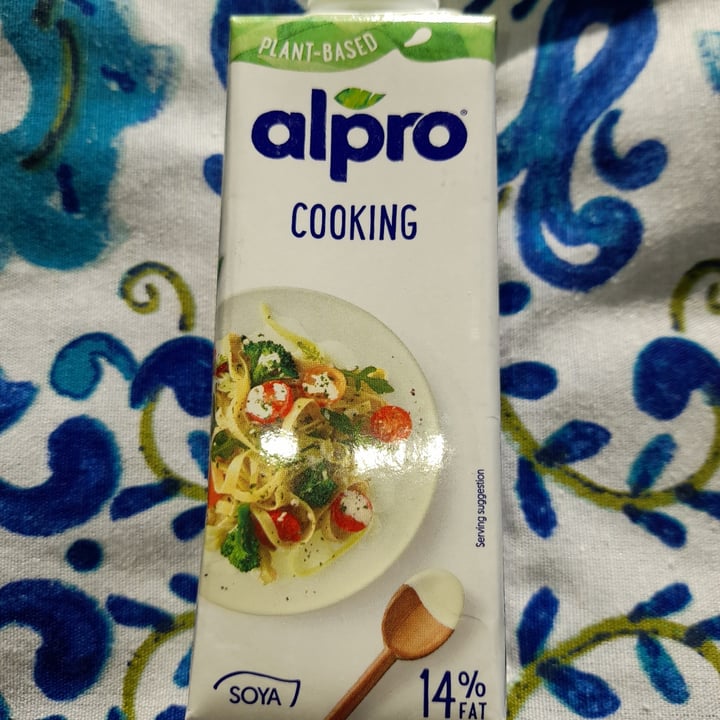 PLANT-BASED
alpro®
COOKING
Serving suggestion
SOYA
14% FAT